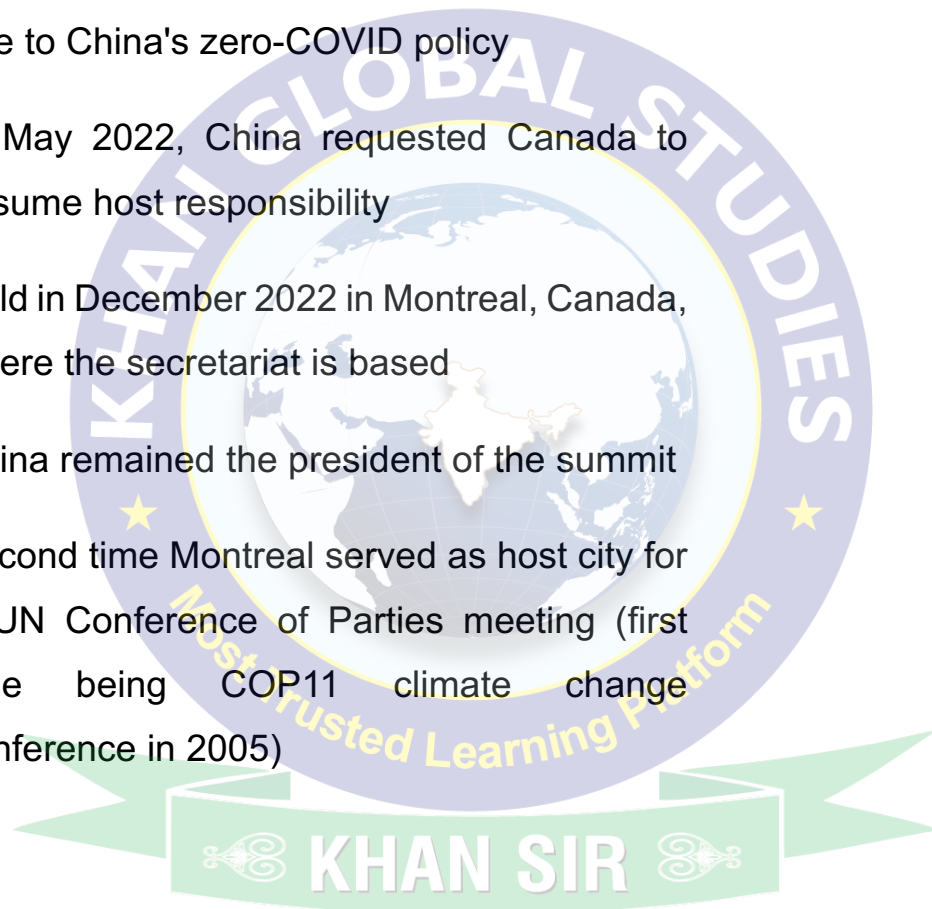 e to China's zero-COVID policy
May 2022, China requested Canada to
sume host responsibility
ld in December 2022 in Montreal, Canada,
ere the secretariat is based
ina remained the president of the summit
cond time Montreal served as host city for
UN Conference of Parties meeting (first
e being COP11 climate change
nference in 2005)
KHAN GLOBAL STUDIES
Most Trusted Learning Platform
KHAN SIR